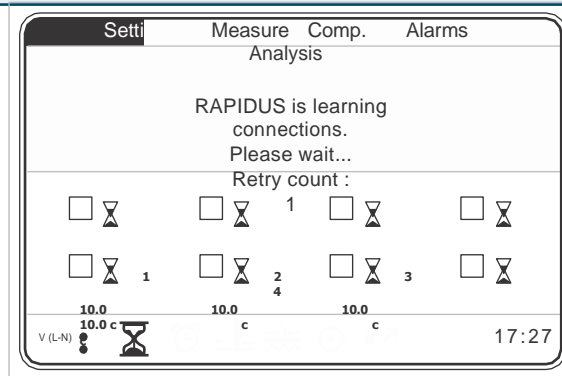 Setti Measure Comp. Alarms
Analysis
RAPIDUS is learning
connections.
Please wait...
Retry count :
1
1 2 3
4
10.0 10.0 10.0
10.0 c c c
V (L-N) 17:27